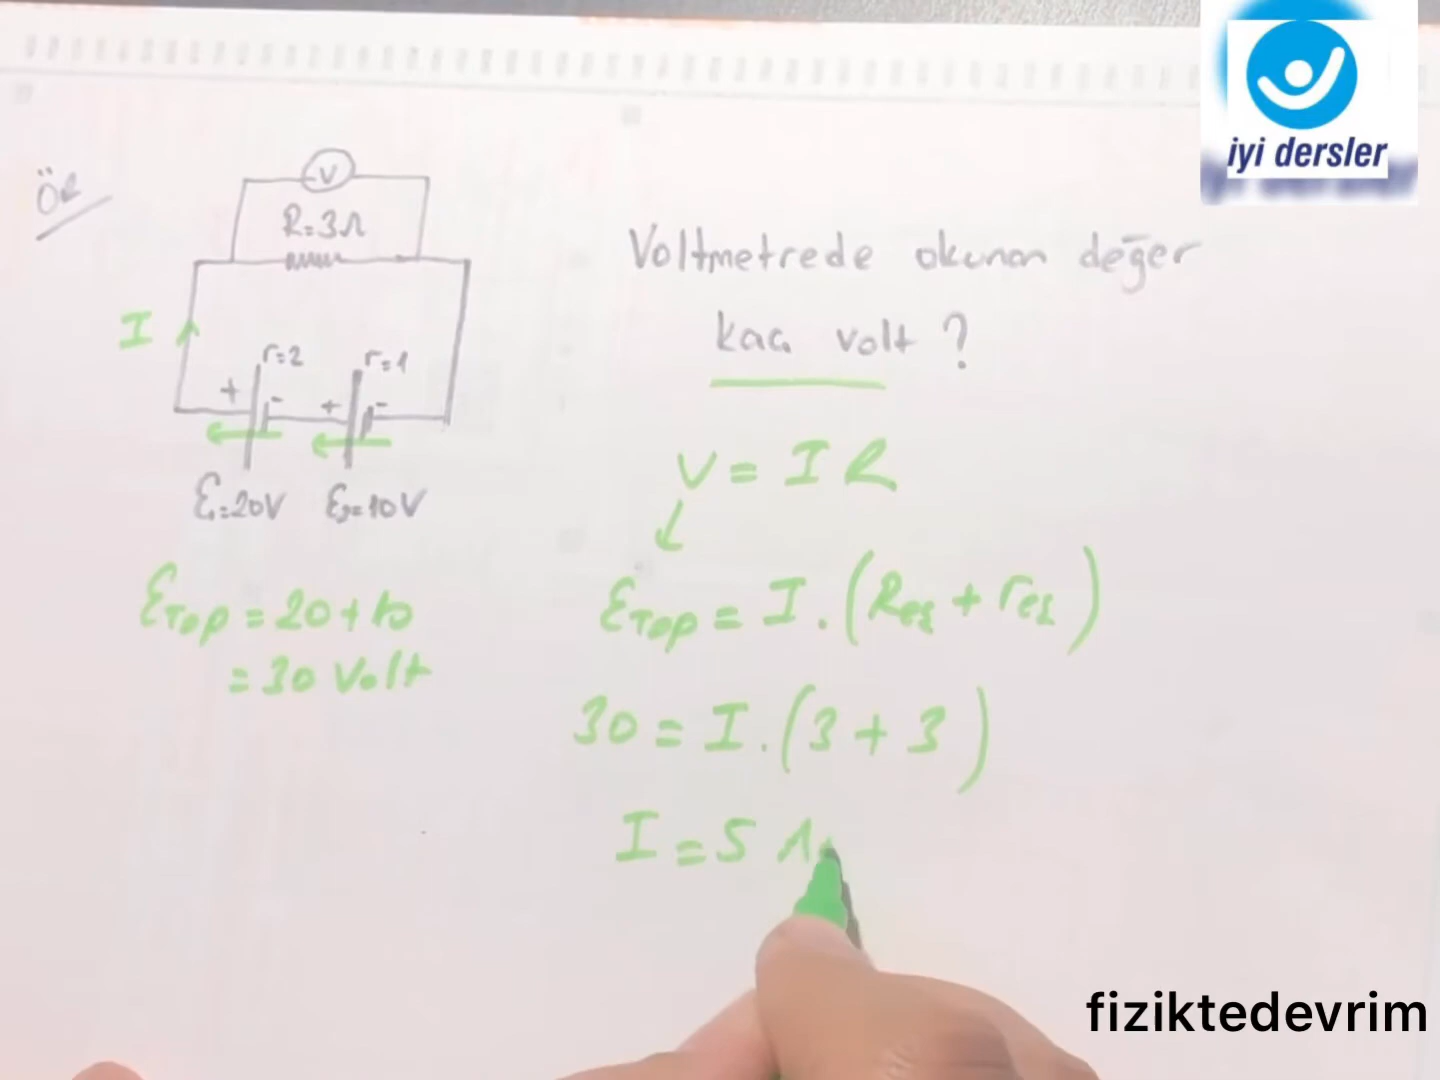 iyi dersler
ÖR
V
R=3Ω
Voltmetrede okunan değer
kaç volt ?
I
r=2
r=1
+ - + -
V = I R
ε₁=20V ε₂=10V
εTop = 20 + 10
= 30 Volt
εTop = I . (Reş + reş)
30 = I . (3 + 3)
I = 5 A
fiziktedevrim